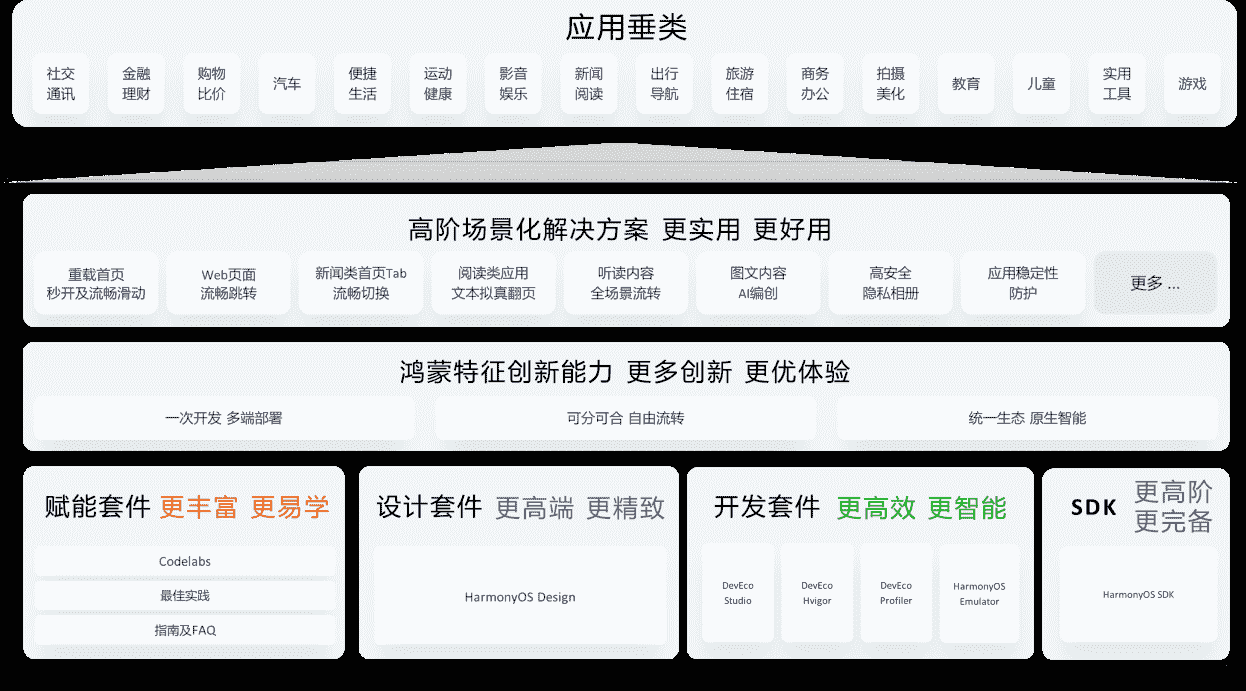 应用垂类
社交
通讯
金融
理财
购物
比价
汽车
便捷
生活
运动
健康
影音
娱乐
新闻
阅读
出行
导航
旅游
住宿
商务
办公
拍摄
美化
教育
儿童
实用
工具
游戏
高阶场景化解决方案 更实用 更好用
重载首页
秒开及流畅滑动
Web页面
流畅跳转
新闻类首页Tab
流畅切换
阅读类应用
文本拟真翻页
听读内容
全场景流转
图文内容
AI编创
高安全
隐私相册
应用稳定性
防护
更多 ...
鸿蒙特征创新能力 更多创新 更优体验
一次开发 多端部署
可分可合 自由流转
统一生态 原生智能
赋能套件 更丰富 更易学
Codelabs
最佳实践
指南及FAQ
设计套件 更高端 更精致
HarmonyOS Design
开发套件 更高效 更智能
DevEco
Studio
DevEco
Hvigor
DevEco
Profiler
HarmonyOS
Emulator
SDK
更高阶
更完备
HarmonyOS SDK